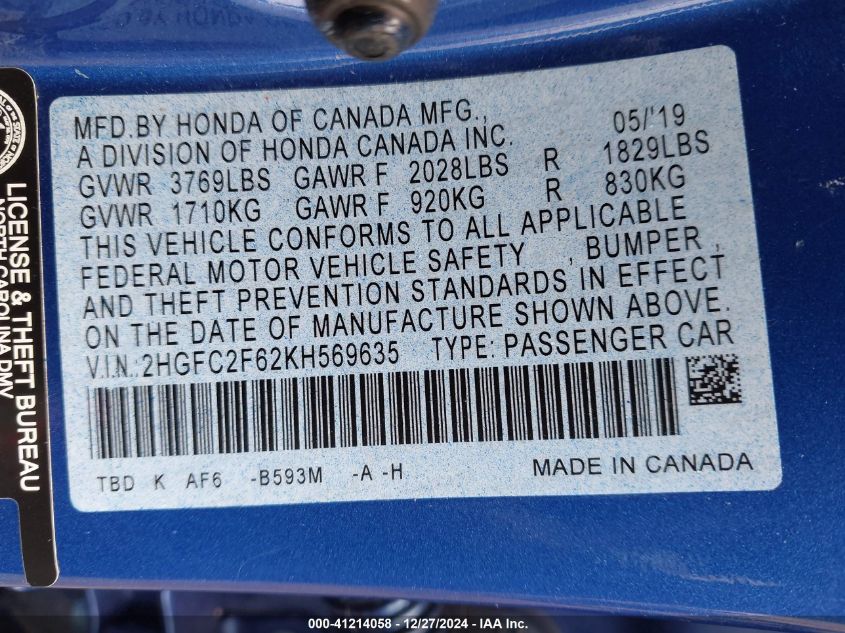 MFD.BY HONDA OF CANADA MFG., 05/'19
A DIVISION OF HONDA CANADA INC.
GVWR 3769LBS GAWR F 2028LBS R 1829LBS
GVWR 1710KG GAWR F 920KG R 830KG
THIS VEHICLE CONFORMS TO ALL APPLICABLE
FEDERAL MOTOR VEHICLE SAFETY , BUMPER ,
AND THEFT PREVENTION STANDARDS IN EFFECT
ON THE DATE OF MANUFACTURE SHOWN ABOVE.
V.I.N.:2HGFC2F62KH569635 TYPE: PASSENGER CAR
TBD K AF6 -B593M -A -H MADE IN CANADA
LICENSE & THEFT BUREAU
NORTH CAROLINA DMV
000-41214058 - 12/27/2024 - IAA Inc.